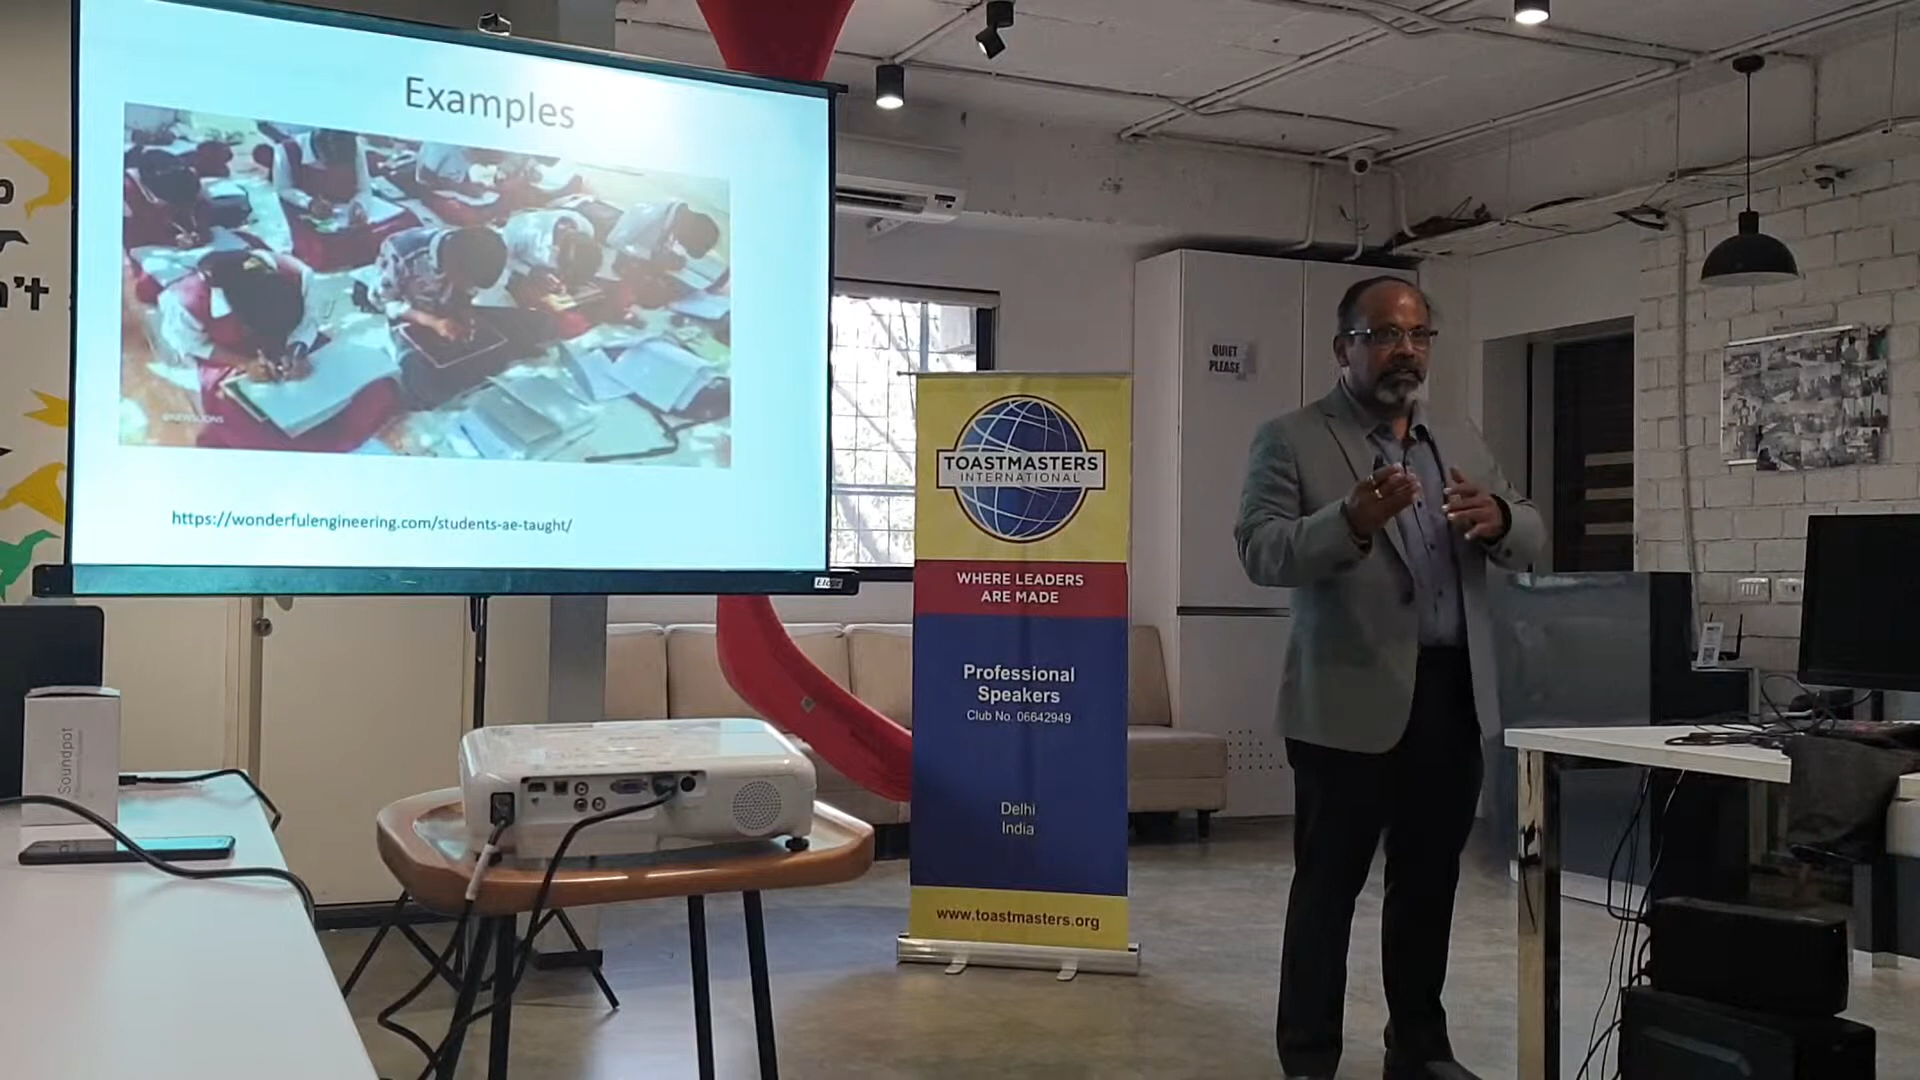 Examples
@NEWSLIONS
https://wonderfulengineering.com/students-ae-taught/
n't
Soundpot
TOASTMASTERS
INTERNATIONAL
WHERE LEADERS
ARE MADE
Professional
Speakers
Club No. 06642949
Delhi
India
www.toastmasters.org
QUIET
PLEASE